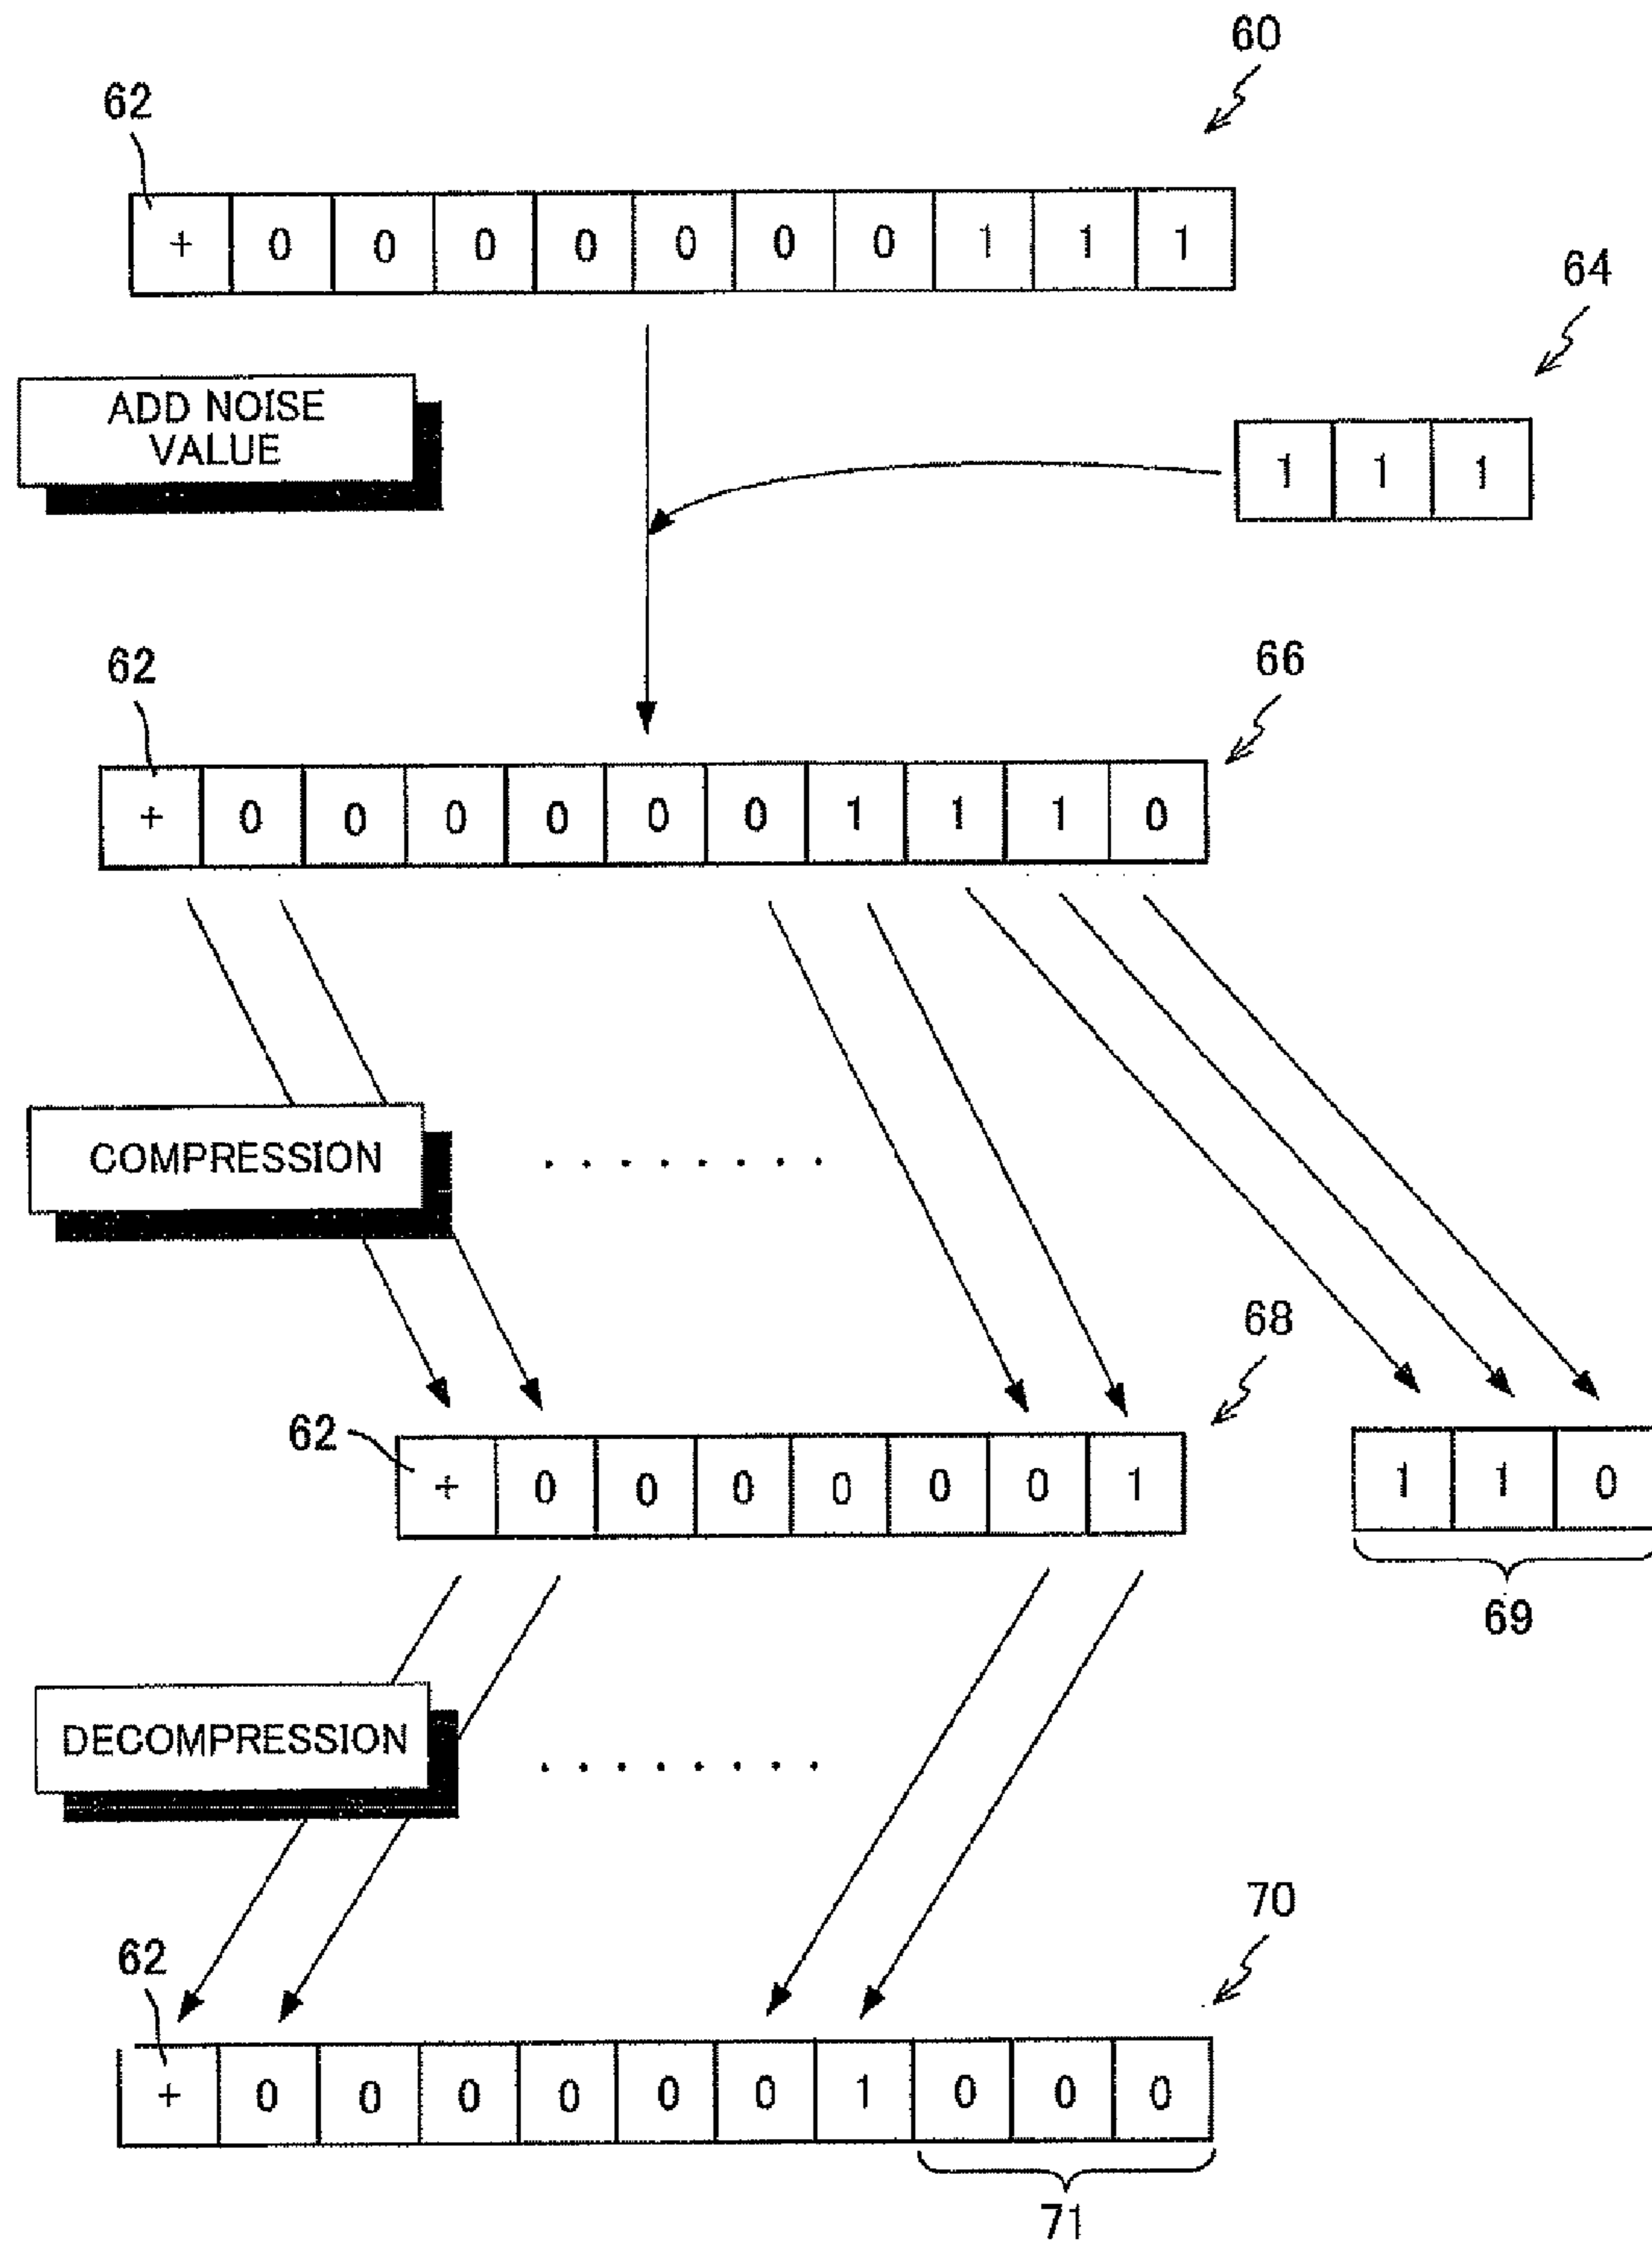 60
62
+ 0 0 0 0 0 0 0 1 1 1
64
ADD NOISE
VALUE
1 1 1
62
66
+ 0 0 0 0 0 0 1 1 1 0
COMPRESSION
68
62
+ 0 0 0 0 0 0 1
1 1 0
69
DECOMPRESSION
70
62
+ 0 0 0 0 0 0 1 0 0 0
71